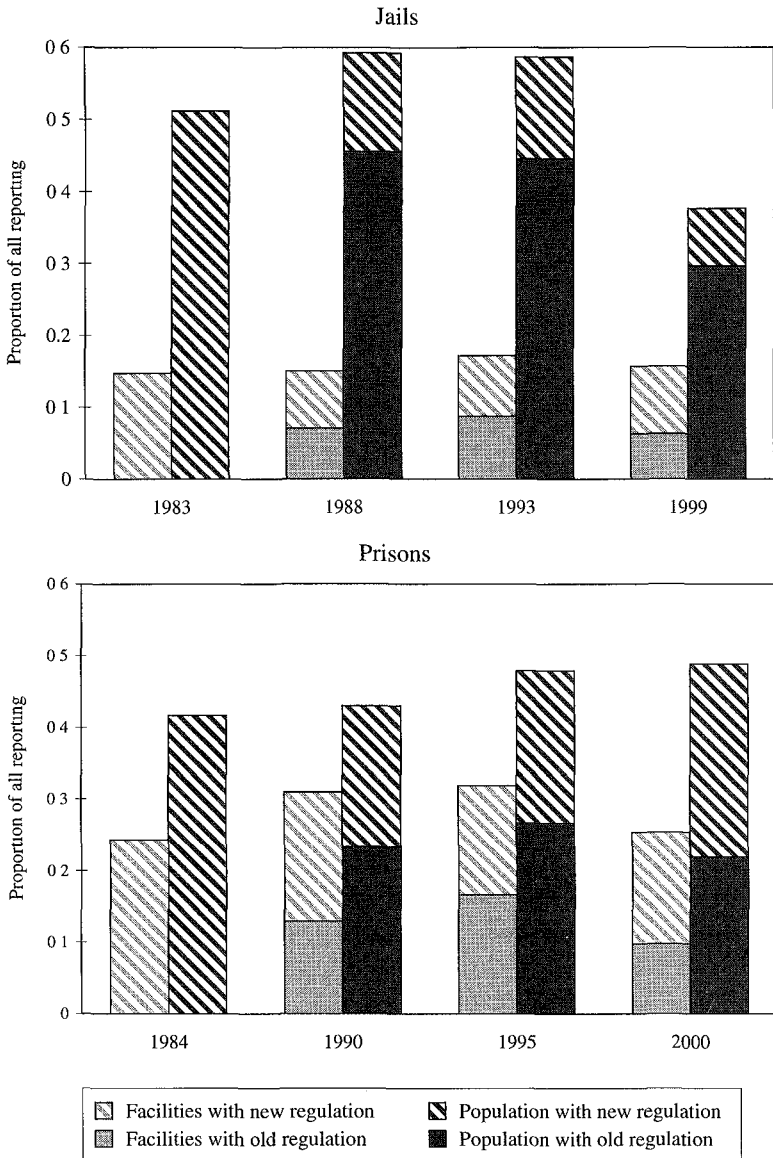 Jails
Proportion of all reporting
0 6
0 5
0 4
0 3
0 2
0 1
0
1983 1988 1993 1999
Prisons
Proportion of all reporting
0 6
0 5
0 4
0 3
0 2
0 1
0
1984 1990 1995 2000
Facilities with new regulation Population with new regulation
Facilities with old regulation Population with old regulation